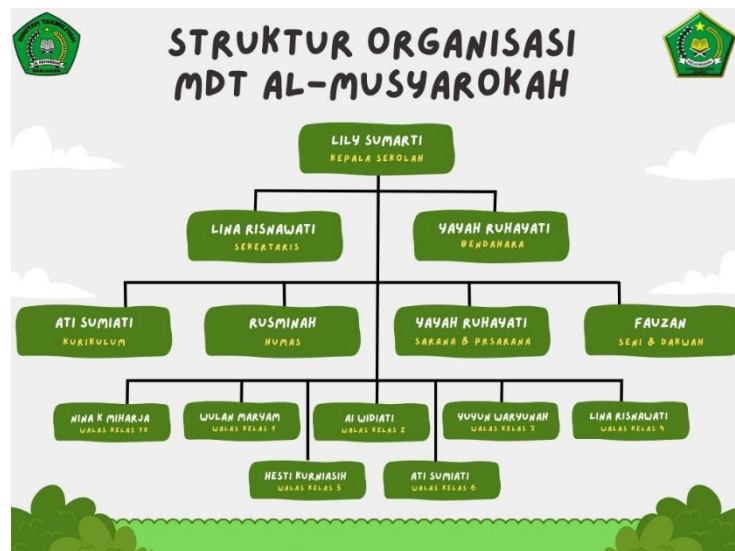 STRUKTUR ORGANISASI
MDT AL-MUSYAROKAH
LILY SUMARTI
KEPALA SEKOLAH
LINA RISNAWATI
SEKERTARIS
YAYAH RUHAYATI
BENDAHARA
ATI SUMIATI
KURIKULUM
RUSMINAH
HUMAS
YAYAH RUHAYATI
SARANA & PRSARANA
FAUZAN
SENI & DAKWAH
NINA K MIHARJA
WALAS KELAS TK
WULAN MARYAM
WALAS KELAS 1
AI WIDIATI
WALAS KELAS 2
YUYUN WARYUNAH
WALAS KELAS 3
LINA RISNAWATI
WALAS KELAS 4
HESTI KURNIASIH
WALAS KELAS 5
ATI SUMIATI
WALAS KELAS 6